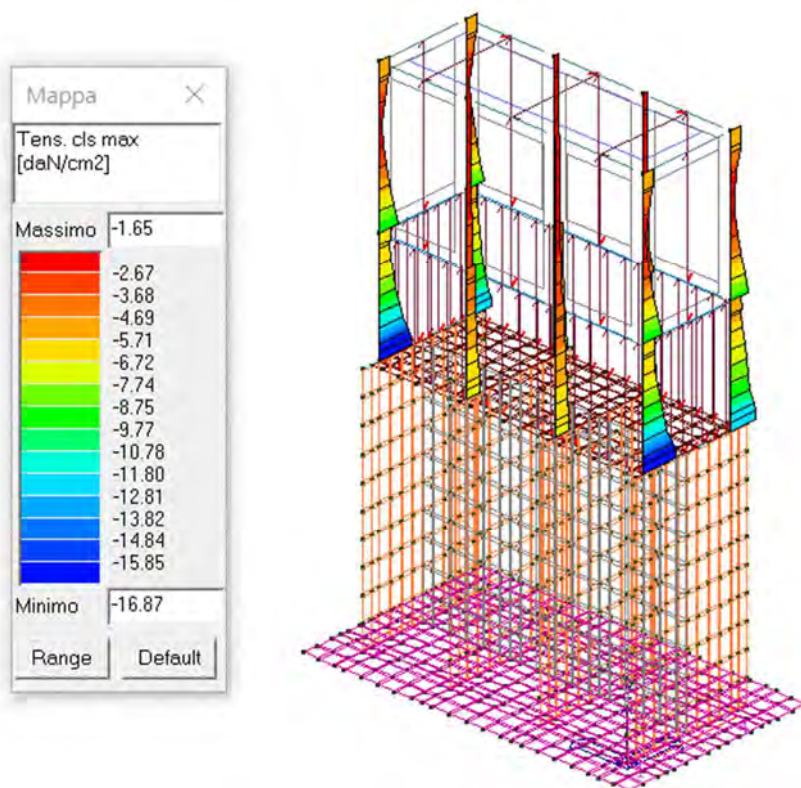 Mappa
Tens. cls max
[daN/cm2]
Massimo -1.65
-2.67
-3.68
-4.69
-5.71
-6.72
-7.74
-8.75
-9.77
-10.78
-11.80
-12.81
-13.82
-14.84
-15.85
Minimo -16.87
Range Default